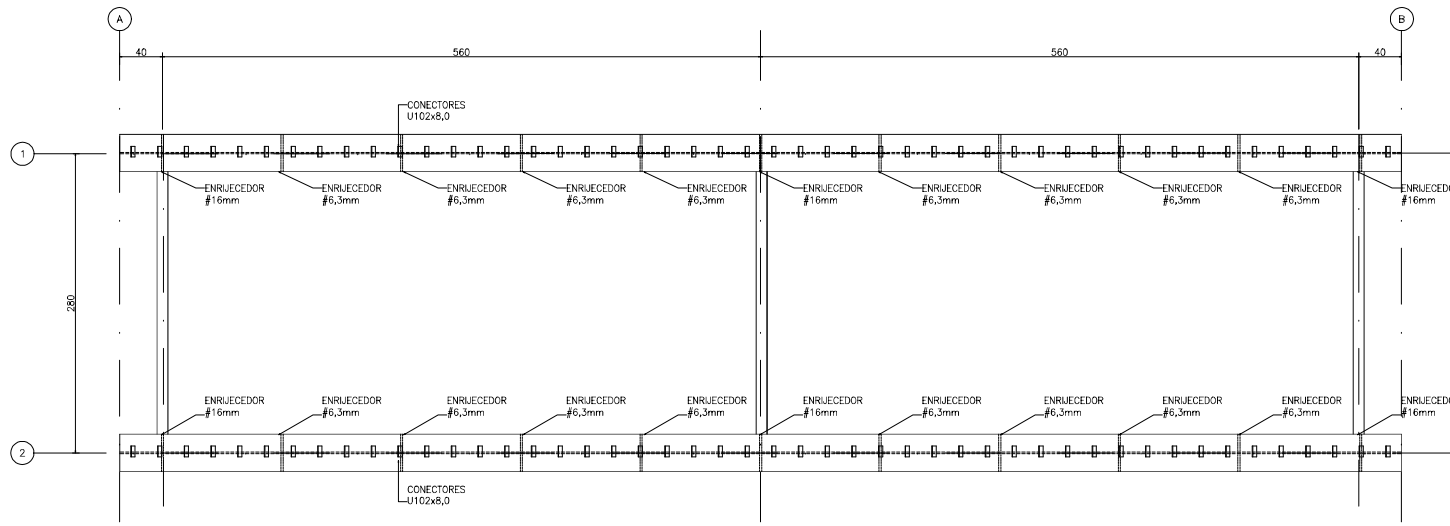 A
B
40
560
560
40
CONECTORES
U102x8,0
1
ENRIJECEDOR
#16mm
ENRIJECEDOR
#6,3mm
ENRIJECEDOR
#6,3mm
ENRIJECEDOR
#6,3mm
ENRIJECEDOR
#6,3mm
ENRIJECEDOR
#16mm
ENRIJECEDOR
#6,3mm
ENRIJECEDOR
#6,3mm
ENRIJECEDOR
#6,3mm
ENRIJECEDOR
#6,3mm
ENRIJECEDO
#16mm
280
ENRIJECEDOR
#16mm
ENRIJECEDOR
#6,3mm
ENRIJECEDOR
#6,3mm
ENRIJECEDOR
#6,3mm
ENRIJECEDOR
#6,3mm
ENRIJECEDOR
#16mm
ENRIJECEDOR
#6,3mm
ENRIJECEDOR
#6,3mm
ENRIJECEDOR
#6,3mm
ENRIJECEDOR
#6,3mm
ENRIJECEDO
#16mm
2
CONECTORES
U102x8,0